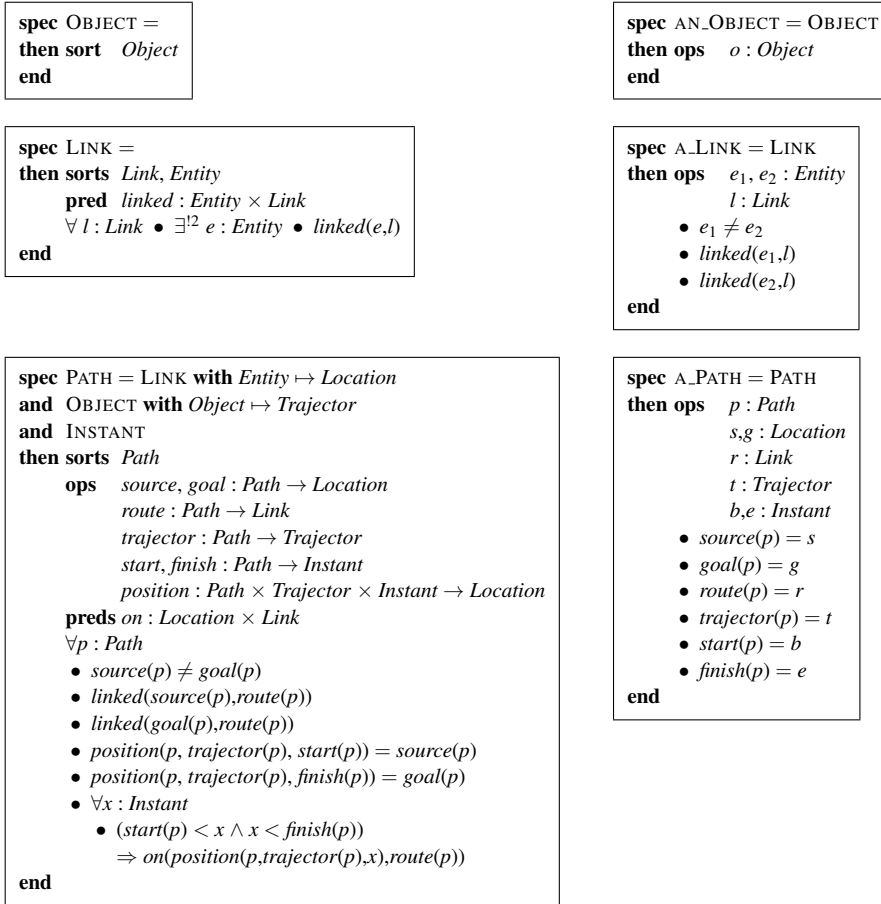 spec OBJECT =
then sort Object
end
spec AN_OBJECT = OBJECT
then ops o : Object
end
spec LINK =
then sorts Link, Entity
pred linked : Entity × Link
∀ l : Link • ∃!2 e : Entity • linked(e,l)
end
spec A_LINK = LINK
then ops e1, e2 : Entity
l : Link
• e1 ≠ e2
• linked(e1,l)
• linked(e2,l)
end
spec PATH = LINK with Entity ↦ Location
and OBJECT with Object ↦ Trajector
and INSTANT
then sorts Path
ops source, goal : Path → Location
route : Path → Link
trajector : Path → Trajector
start, finish : Path → Instant
position : Path × Trajector × Instant → Location
preds on : Location × Link
∀p : Path
• source(p) ≠ goal(p)
• linked(source(p),route(p))
• linked(goal(p),route(p))
• position(p, trajector(p), start(p)) = source(p)
• position(p, trajector(p), finish(p)) = goal(p)
• ∀x : Instant
• (start(p) < x ∧ x < finish(p))
⇒ on(position(p,trajector(p),x),route(p))
end
spec A_PATH = PATH
then ops p : Path
s,g : Location
r : Link
t : Trajector
b,e : Instant
• source(p) = s
• goal(p) = g
• route(p) = r
• trajector(p) = t
• start(p) = b
• finish(p) = e
end